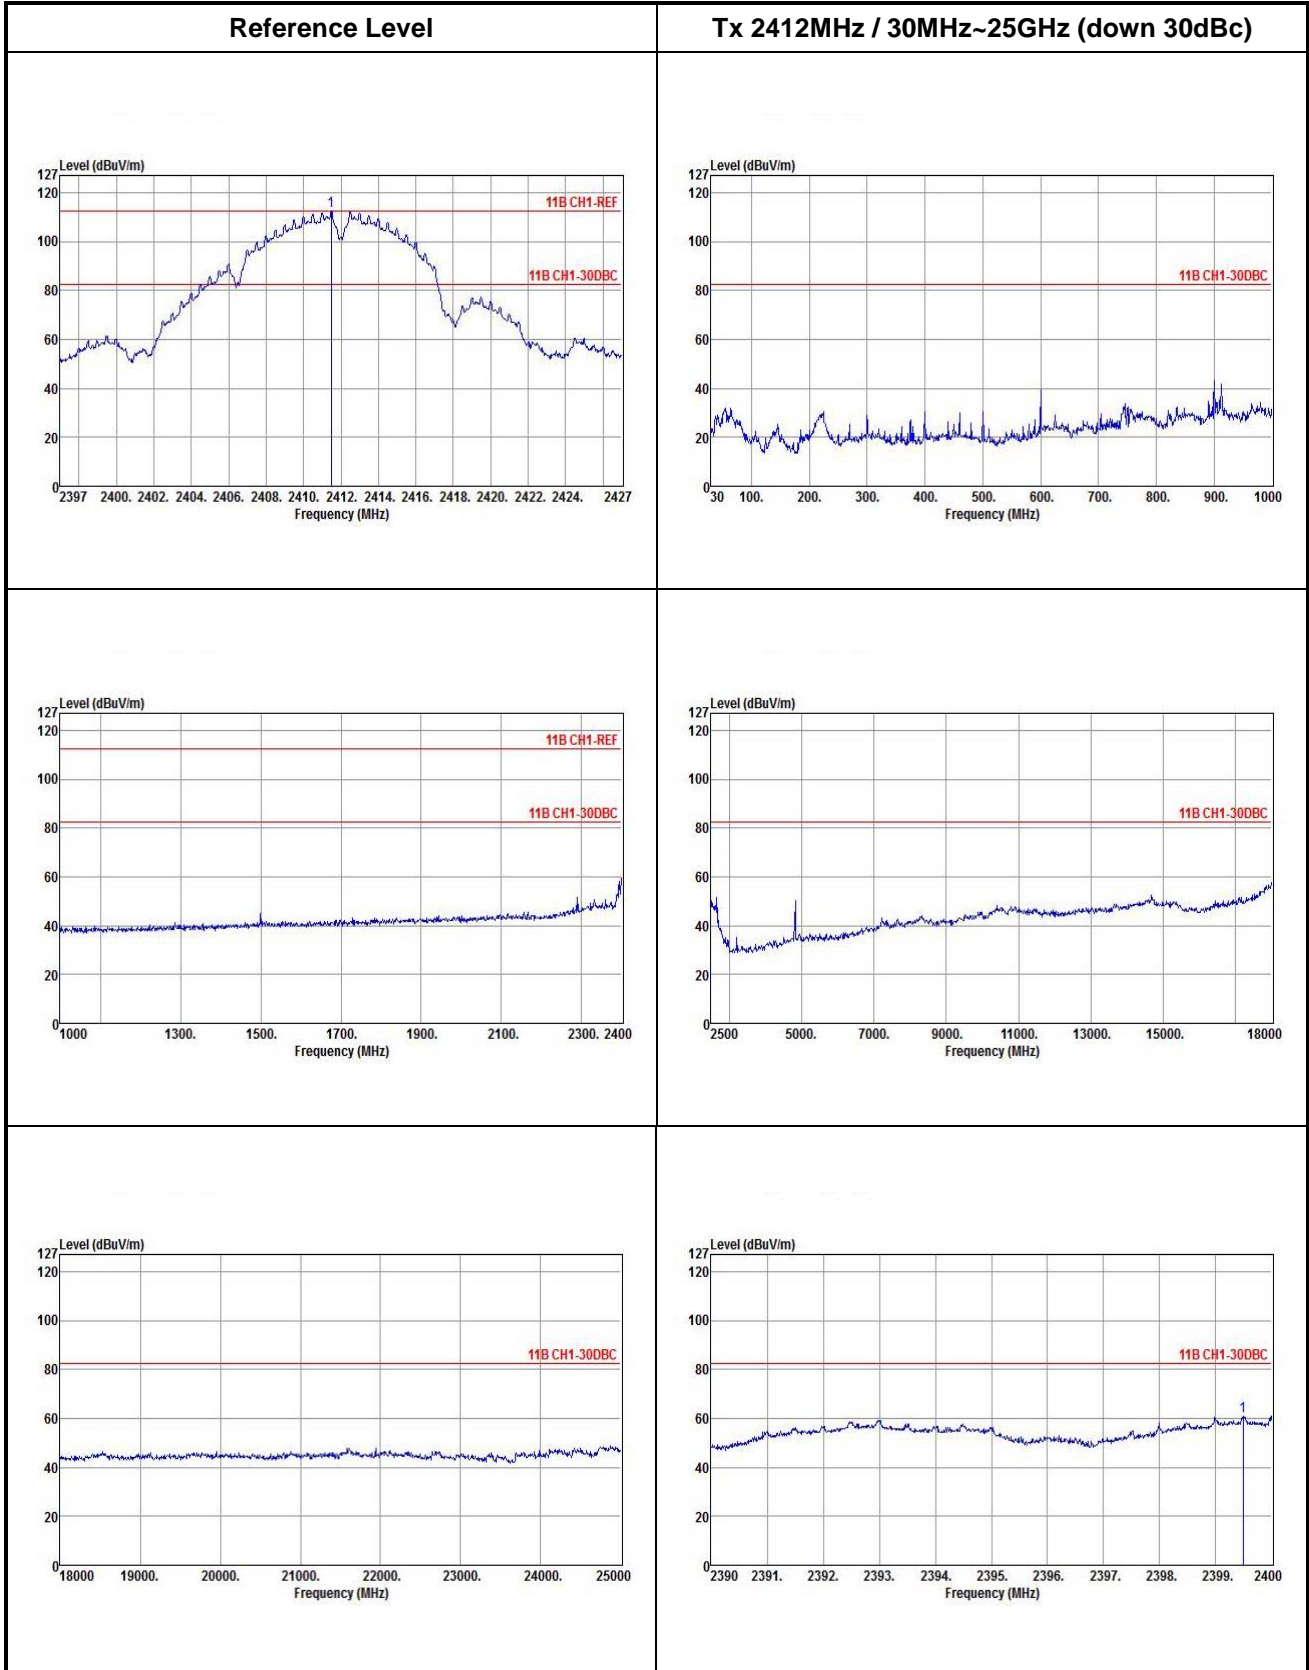 Reference Level
Tx 2412MHz / 30MHz~25GHz (down 30dBc)
127 Level (dBuV/m)
120
11B CH1-REF
1
100
11B CH1-30DBC
80
60
40
20
0
2397 2400. 2402. 2404. 2406. 2408. 2410. 2412. 2414. 2416. 2418. 2420. 2422. 2424. 2427
Frequency (MHz)
127 Level (dBuV/m)
120
100
11B CH1-30DBC
80
60
40
20
0
30 100. 200. 300. 400. 500. 600. 700. 800. 900. 1000
Frequency (MHz)
127 Level (dBuV/m)
120
11B CH1-REF
100
11B CH1-30DBC
80
60
40
20
0
1000 1300. 1500. 1700. 1900. 2100. 2300. 2400
Frequency (MHz)
127 Level (dBuV/m)
120
100
11B CH1-30DBC
80
60
40
20
0
2500 5000. 7000. 9000. 11000. 13000. 15000. 18000
Frequency (MHz)
127 Level (dBuV/m)
120
100
11B CH1-30DBC
80
60
40
20
0
18000 19000. 20000. 21000. 22000. 23000. 24000. 25000
Frequency (MHz)
127 Level (dBuV/m)
120
100
11B CH1-30DBC
80
1
60
40
20
0
2390 2391. 2392. 2393. 2394. 2395. 2396. 2397. 2398. 2399. 2400
Frequency (MHz)